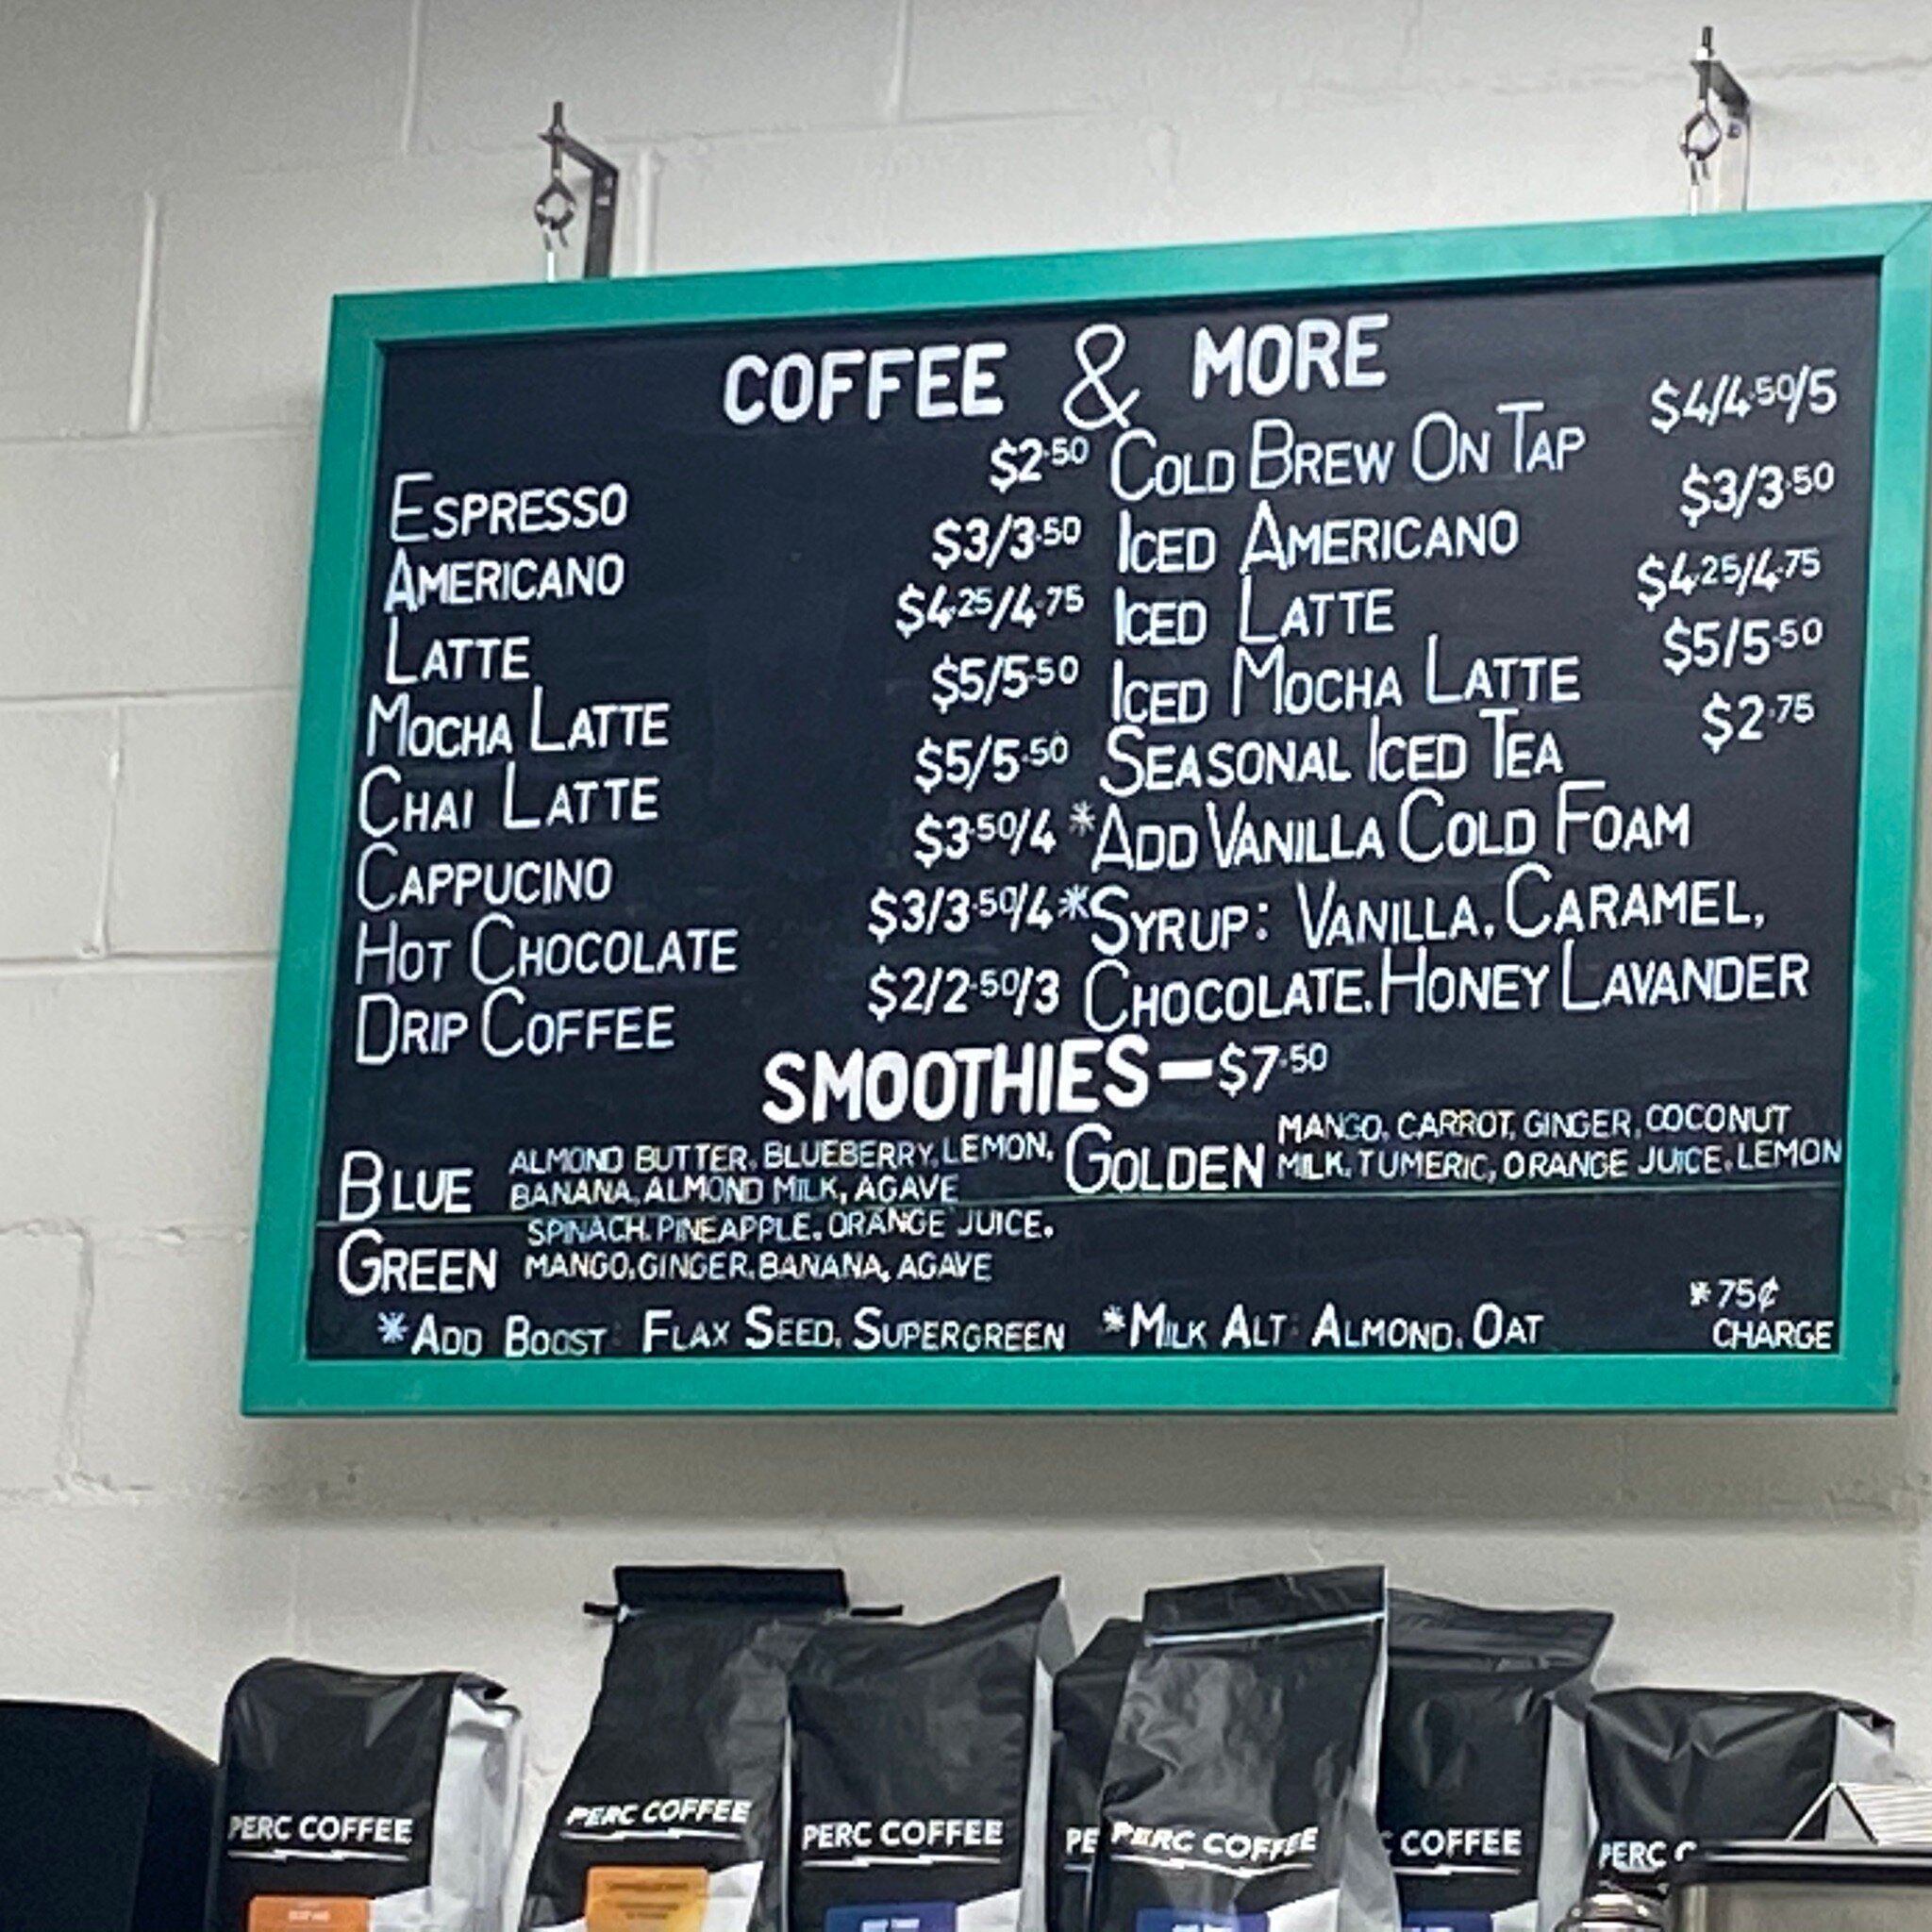 COFFEE & MORE
ESPRESSO $2.50
AMERICANO $3/3.50
LATTE $4.25/4.75
MOCHA LATTE $5/5.50
CHAI LATTE $5/5.50
CAPPUCINO $3.50/4
HOT CHOCOLATE $3/3.50/4
DRIP COFFEE $2/2.50/3
COLD BREW ON TAP $4/4.50/5
ICED AMERICANO $3/3.50
ICED LATTE $4.25/4.75
ICED MOCHA LATTE $5/5.50
SEASONAL ICED TEA $2.75
*ADD VANILLA COLD FOAM
*SYRUP: VANILLA, CARAMEL,
CHOCOLATE, HONEY LAVANDER
SMOOTHIES - $7.50
BLUE ALMOND BUTTER, BLUEBERRY, LEMON,
BANANA, ALMOND MILK, AGAVE
GOLDEN MANGO, CARROT, GINGER, COCONUT
MILK, TUMERIC, ORANGE JUICE, LEMON
GREEN SPINACH, PINEAPPLE, ORANGE JUICE,
MANGO, GINGER, BANANA, AGAVE
*ADD BOOST: FLAX SEED, SUPERGREEN
*MILK ALT: ALMOND, OAT
*75¢
CHARGE
PERC COFFEE
PERC COFFEE
PERC COFFEE
PE
PERC COFFEE
C COFFEE
PERC C